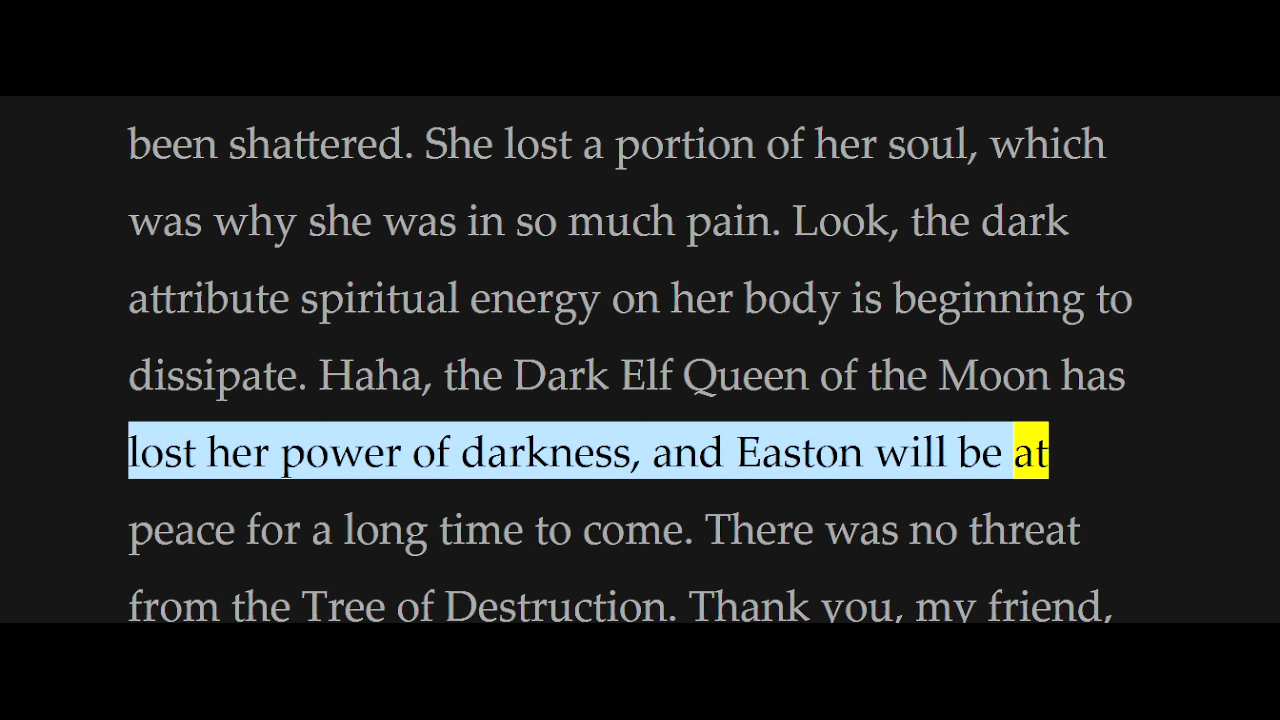 been shattered. She lost a portion of her soul, which
was why she was in so much pain. Look, the dark
attribute spiritual energy on her body is beginning to
dissipate. Haha, the Dark Elf Queen of the Moon has
lost her power of darkness, and Easton will be at
peace for a long time to come. There was no threat
from the Tree of Destruction. Thank you, my friend,